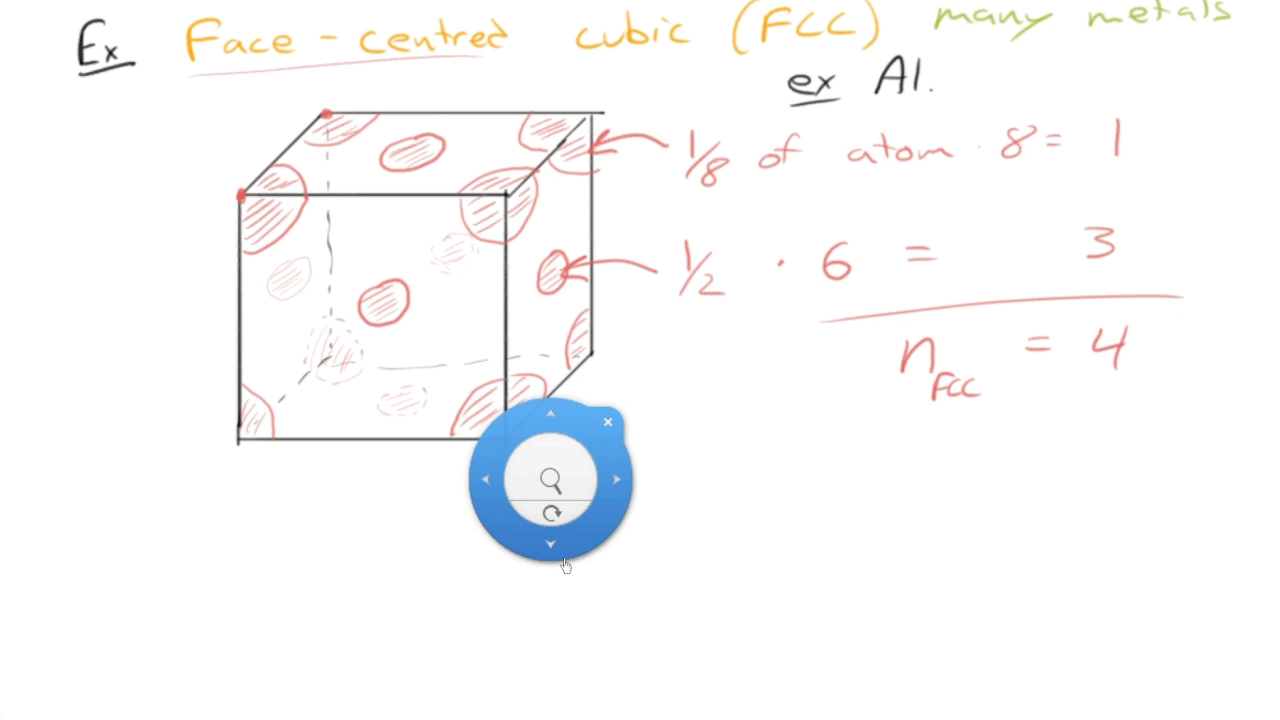 Ex Face-centred cubic (FCC) many metals
ex Al.
1/8 of atom · 8 = 1
1/2 · 6 = 3
nFCC = 4